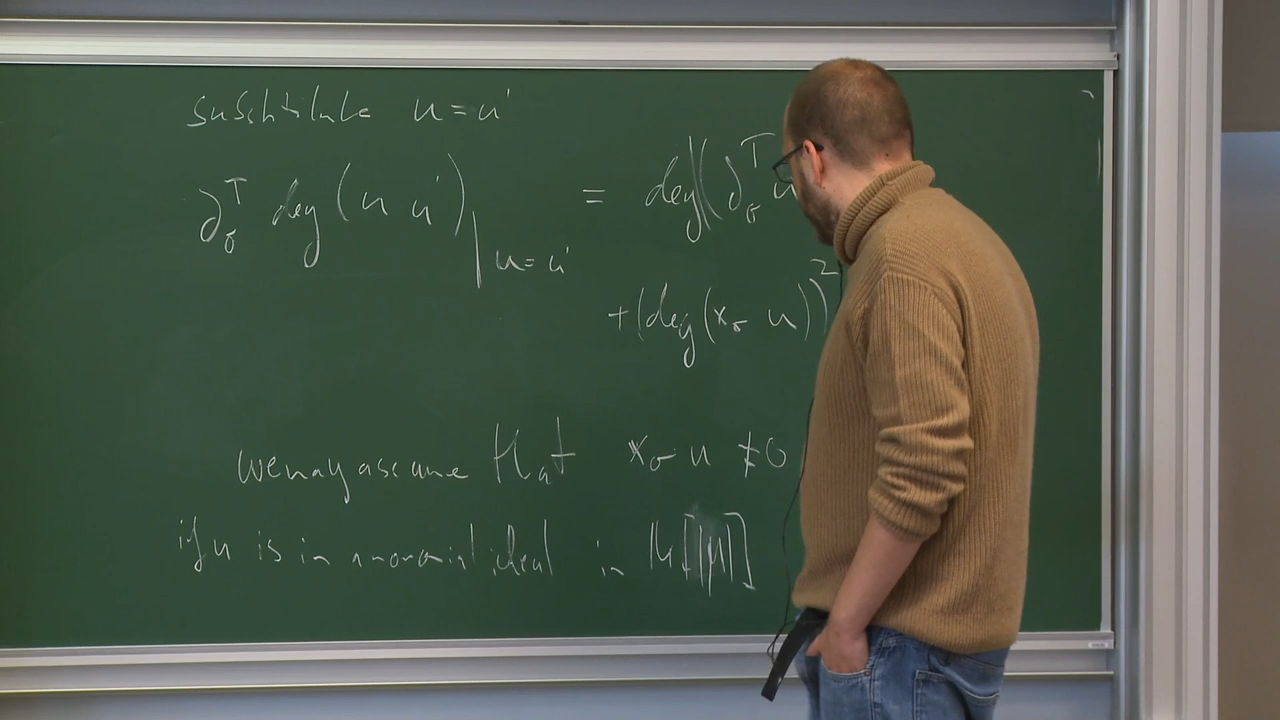 substitute u = u'
∂_σ^T deg (u u')|_{u=u'} = deg((∂_σ^T u
+(deg(x_σ u))^2
we may assume that x_σ u ≠ 0
if u is in monomial ideal in